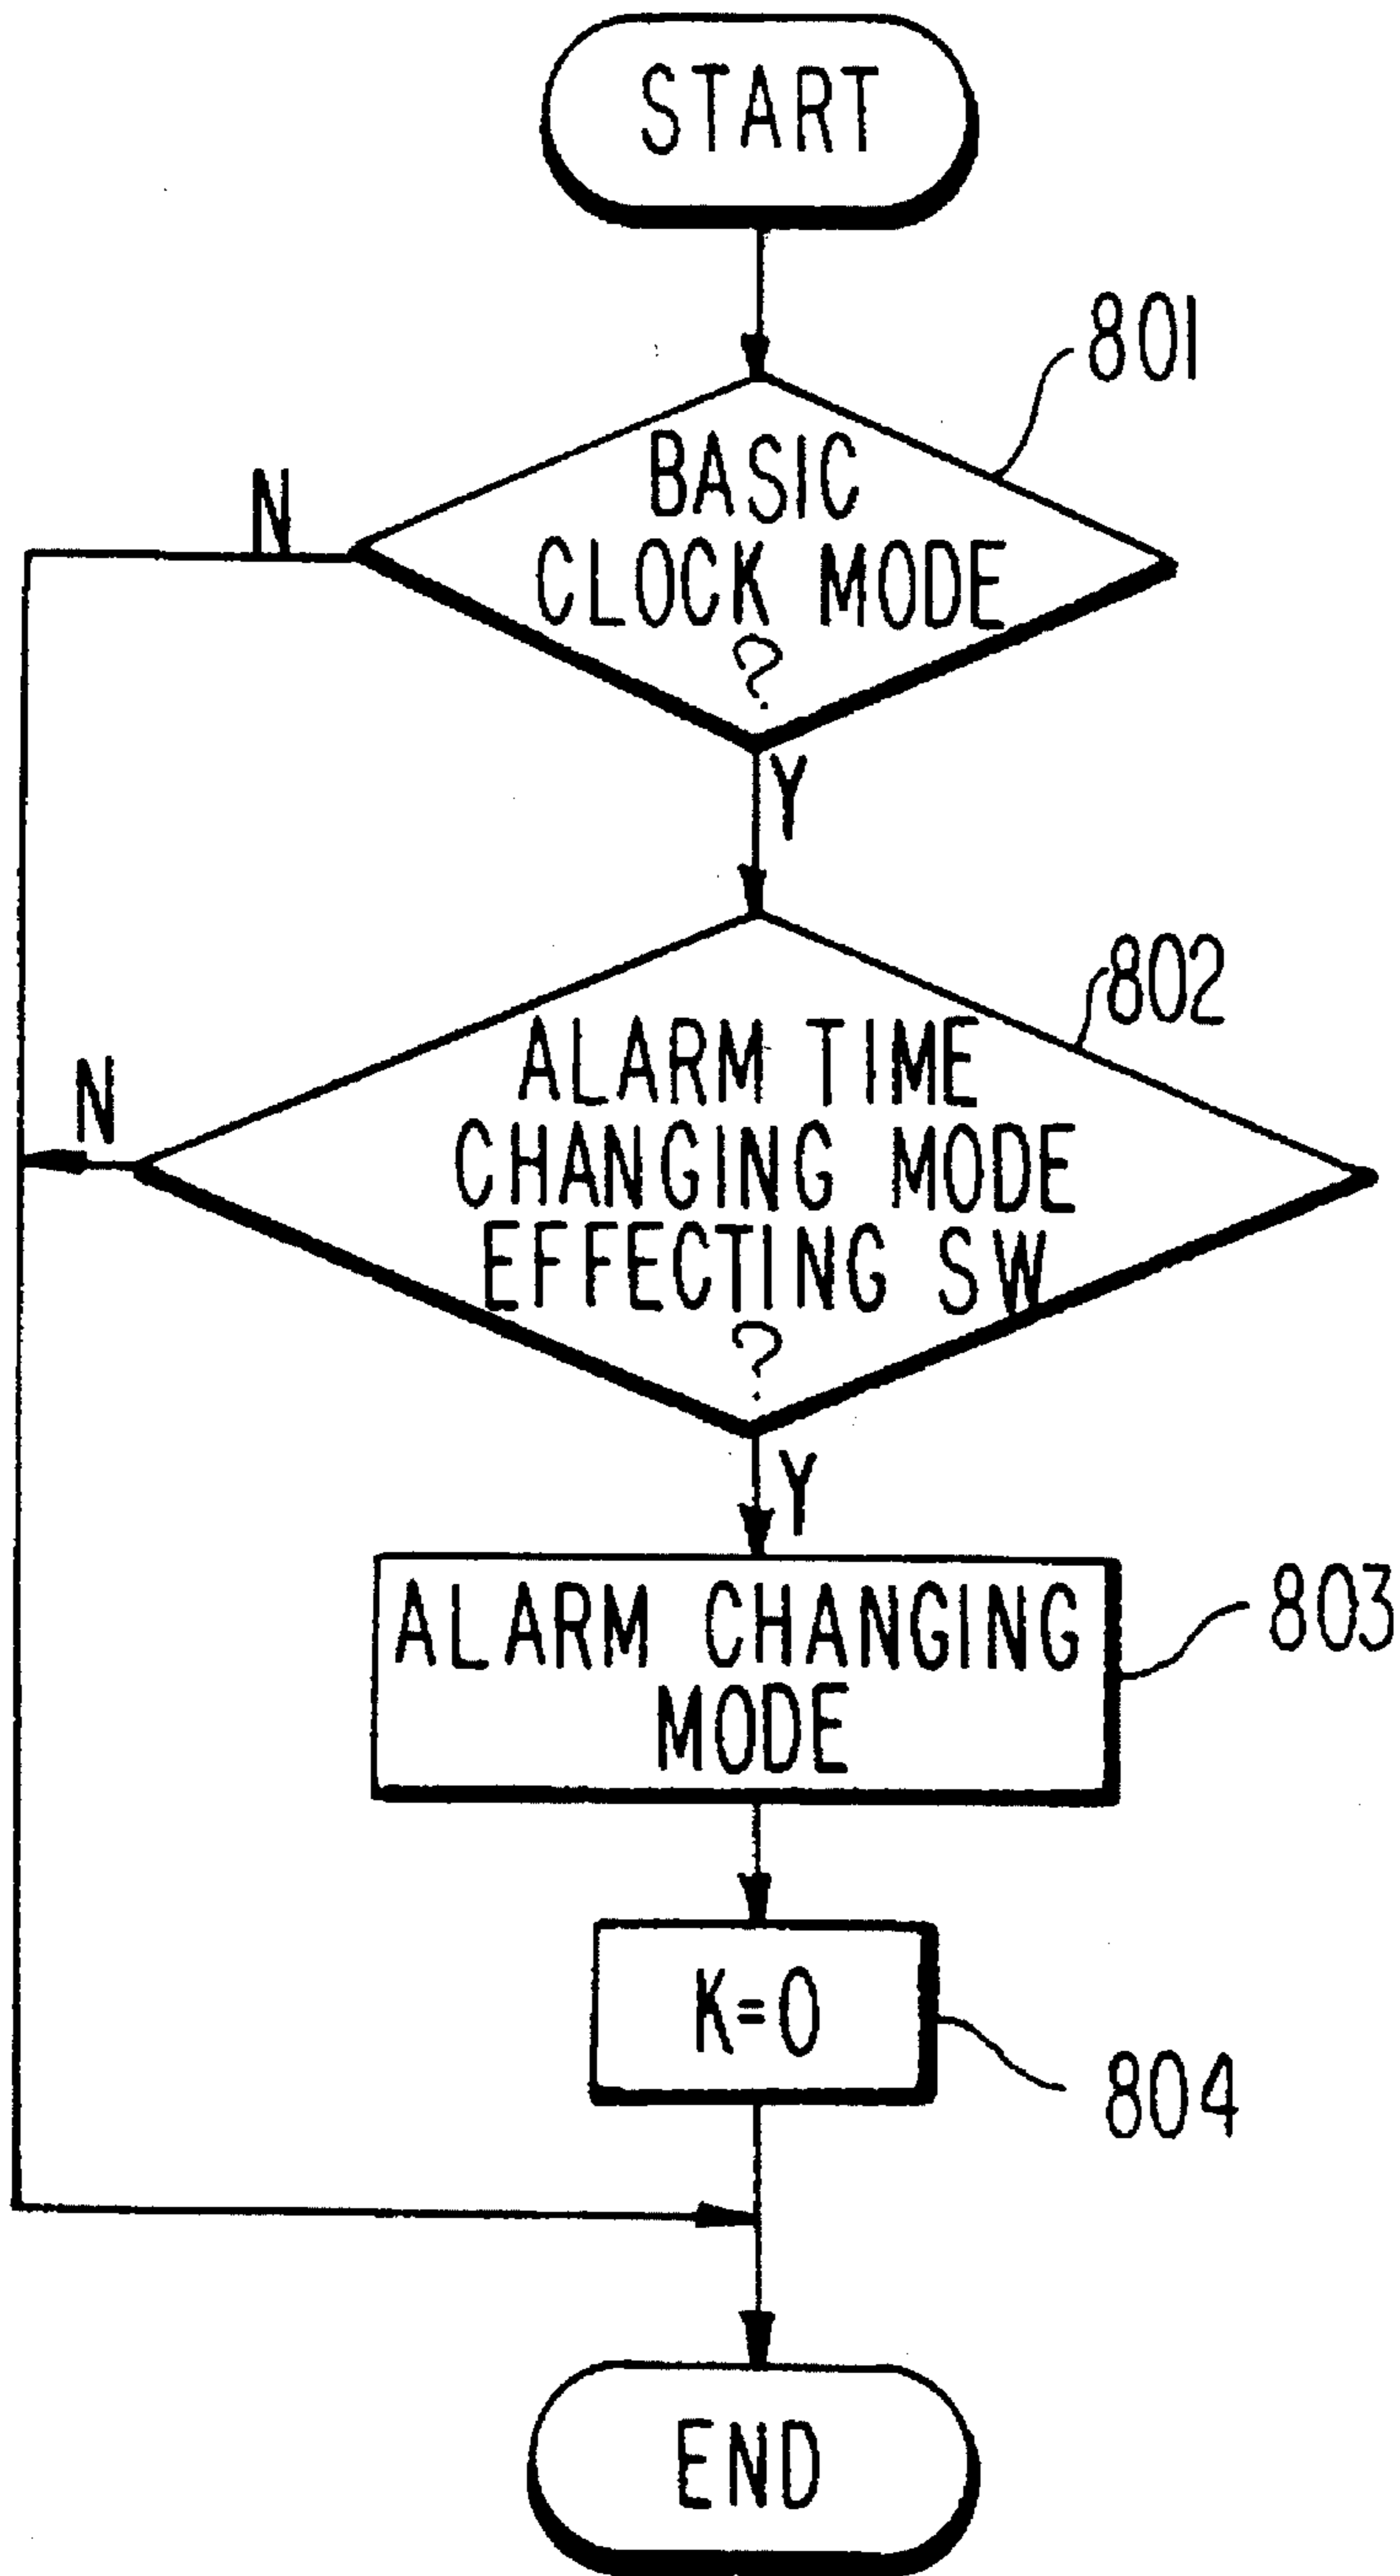 START
801
BASIC
CLOCK MODE
?
N
Y
802
ALARM TIME
CHANGING MODE
EFFECTING SW
?
N
Y
ALARM CHANGING
MODE
803
K=0
804
END